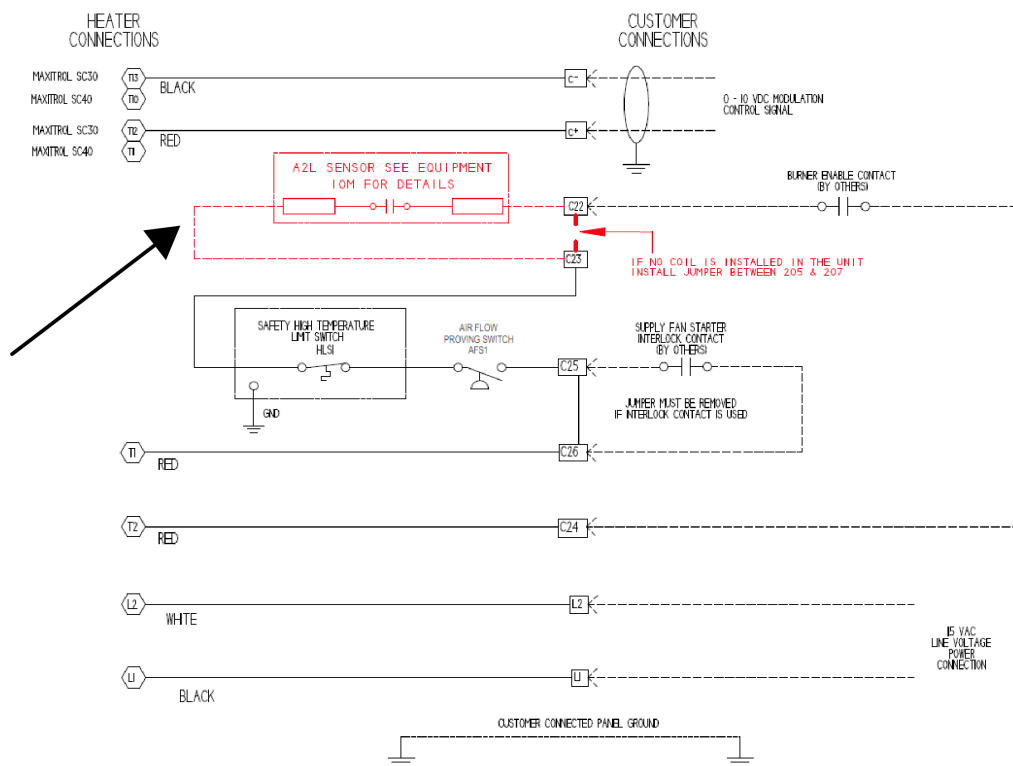 HEATER
CONNECTIONS
CUSTOMER
CONNECTIONS
MAXITROL SC30
T13
BLACK
C-
MAXITROL SC40
T10
0 - 10 VDC MODULATION
CONTROL SIGNAL
MAXITROL SC30
T12
RED
C+
MAXITROL SC40
T11
A2L SENSOR SEE EQUIPMENT
IOM FOR DETAILS
BURNER ENABLE CONTACT
(BY OTHERS)
C22
C23
IF NO COIL IS INSTALLED IN THE UNIT
INSTALL JUMPER BETWEEN 205 & 207
SAFETY HIGH TEMPERATURE
LIMIT SWITCH
HLS1
AIR FLOW
PROVING SWITCH
AFS1
SUPPLY FAN STARTER
INTERLOCK CONTACT
(BY OTHERS)
C25
GND
JUMPER MUST BE REMOVED
IF INTERLOCK CONTACT IS USED
T1
RED
C26
T2
RED
C24
L2
WHITE
L2
115 VAC
LINE VOLTAGE
POWER
CONNECTION
L1
BLACK
L1
CUSTOMER CONNECTED PANEL GROUND